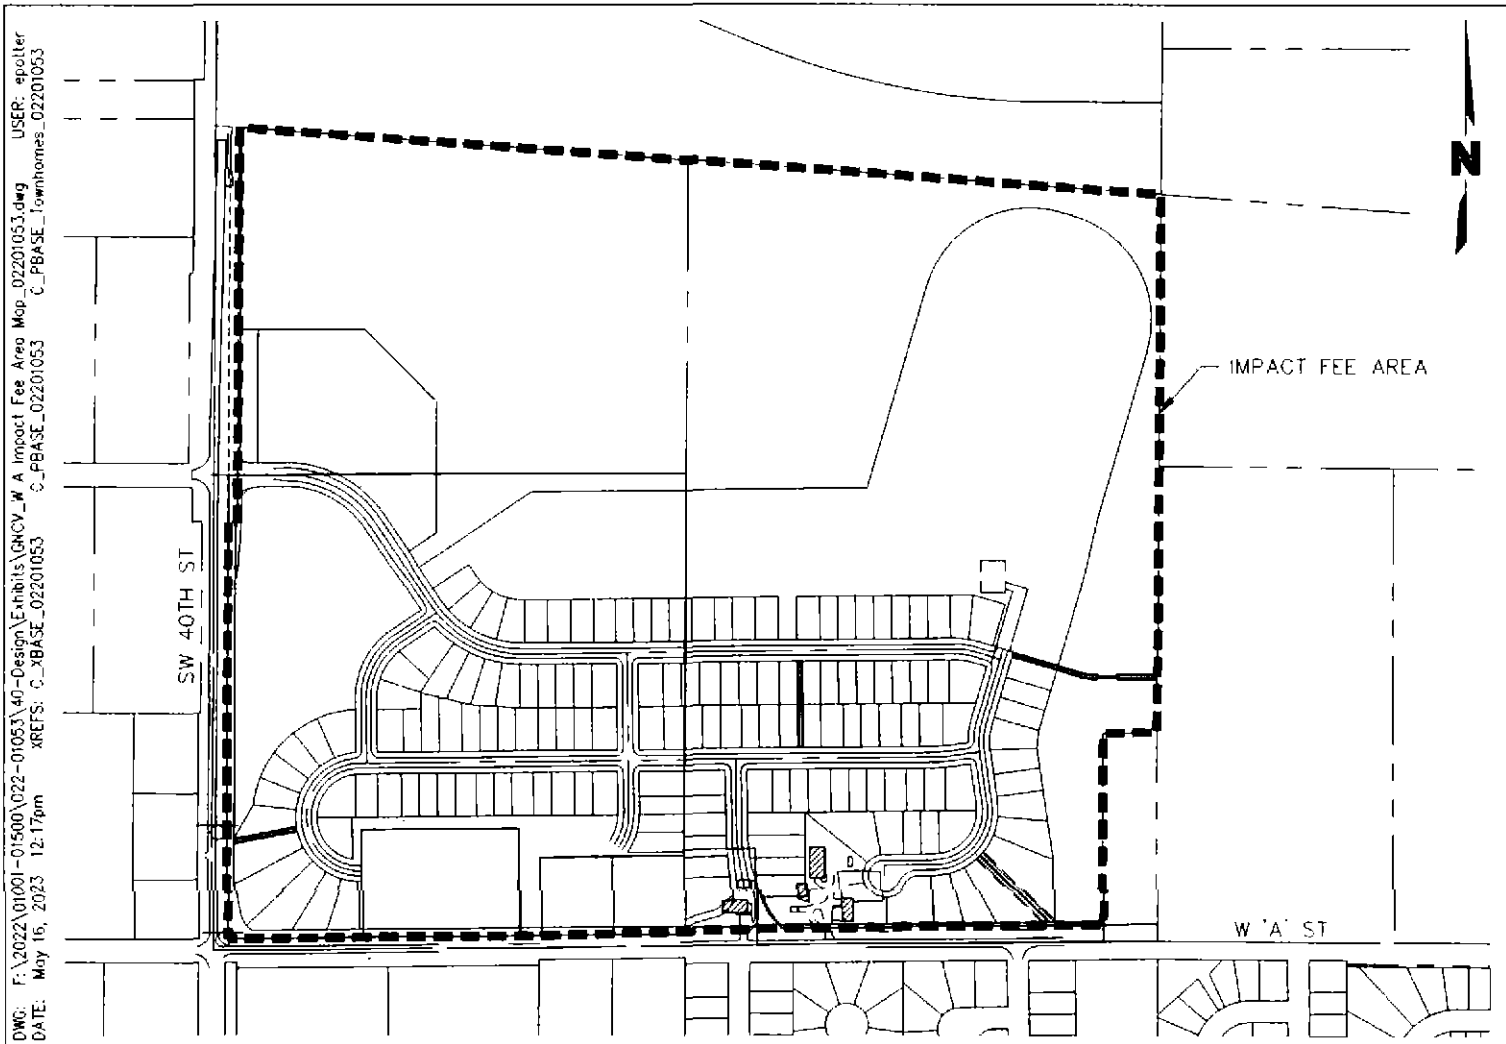 DWG: F:\2022\01001-01500\022-01053\40-Design\Exhibits\GNCV_W A Impact Fee Area Map_02201053.dwg USER: epotter
DATE: May 16, 2023 12:17pm XREFS: C_XBASE_02201053 C_PBASE_02201053 C_PBASE_Townhomes_02201053
N
IMPACT FEE AREA
SW 40TH ST
W 'A' ST